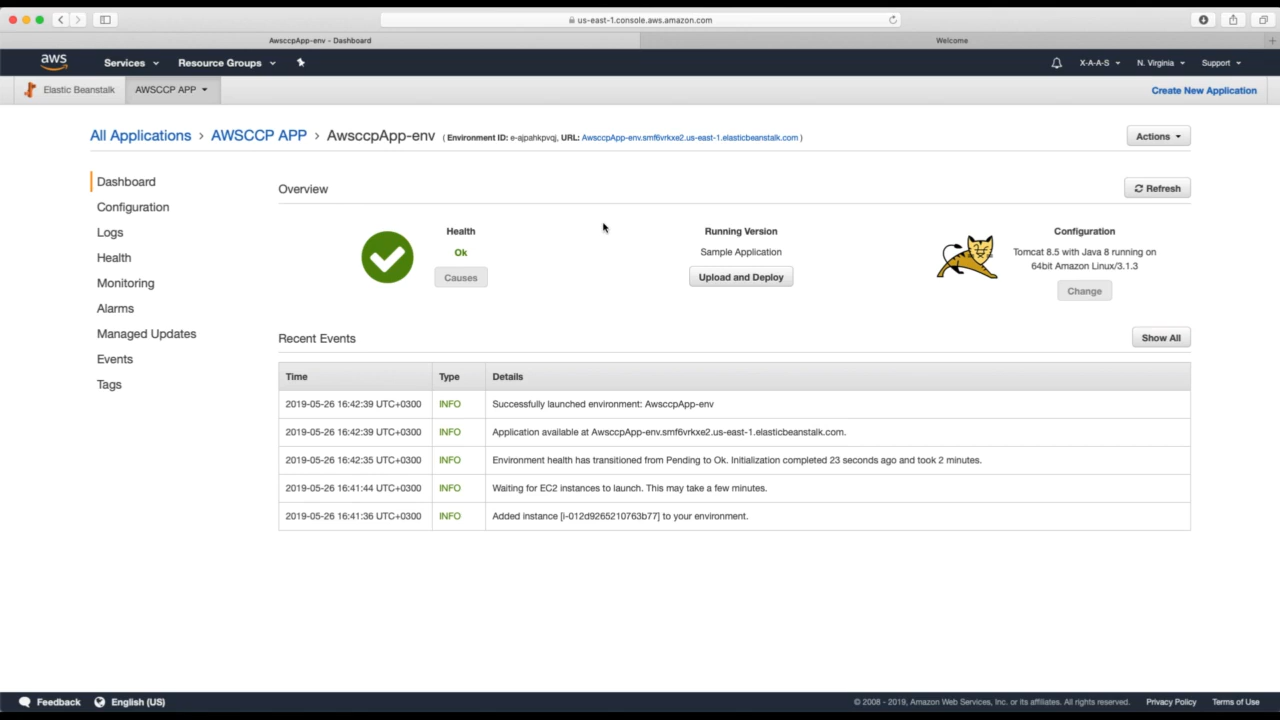 us-east-1.console.aws.amazon.com
AwsccpApp-env - Dashboard
Welcome
aws
Services
Resource Groups
X-A-A-S
N. Virginia
Support
Elastic Beanstalk
AWSCCP APP
Create New Application
All Applications > AWSCCP APP > AwsccpApp-env ( Environment ID: e-ajpahkpvqj, URL: AwsccpApp-env.smf6vrkxe2.us-east-1.elasticbeanstalk.com )
Actions
Dashboard
Configuration
Logs
Health
Monitoring
Alarms
Managed Updates
Events
Tags
Overview
Refresh
Health
Ok
Causes
Running Version
Sample Application
Upload and Deploy
Configuration
Tomcat 8.5 with Java 8 running on
64bit Amazon Linux/3.1.3
Change
Recent Events
Show All
Time Type Details
2019-05-26 16:42:39 UTC+0300 INFO Successfully launched environment: AwsccpApp-env
2019-05-26 16:42:39 UTC+0300 INFO Application available at AwsccpApp-env.smf6vrkxe2.us-east-1.elasticbeanstalk.com.
2019-05-26 16:42:35 UTC+0300 INFO Environment health has transitioned from Pending to Ok. Initialization completed 23 seconds ago and took 2 minutes.
2019-05-26 16:41:44 UTC+0300 INFO Waiting for EC2 instances to launch. This may take a few minutes.
2019-05-26 16:41:36 UTC+0300 INFO Added instance [i-012d9265210763b77] to your environment.
Feedback
English (US)
© 2008 - 2019, Amazon Web Services, Inc. or its affiliates. All rights reserved.
Privacy Policy
Terms of Use